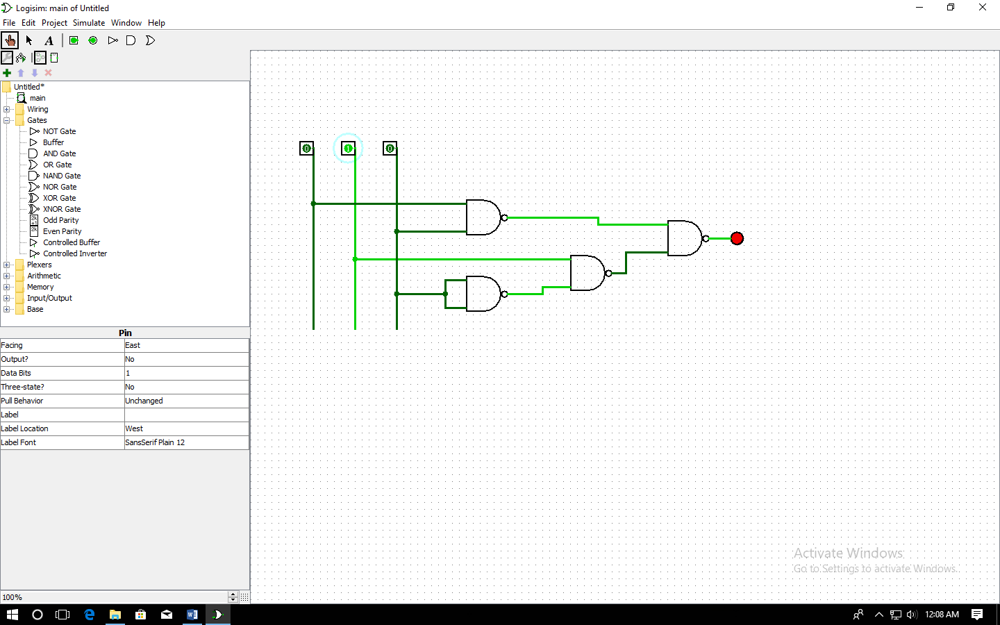 Logisim: main of Untitled
File Edit Project Simulate Window Help
A
Untitled*
main
Wiring
Gates
NOT Gate
Buffer
AND Gate
OR Gate
NAND Gate
NOR Gate
XOR Gate
XNOR Gate
Odd Parity
Even Parity
Controlled Buffer
Controlled Inverter
Plexers
Arithmetic
Memory
Input/Output
Base
Pin
Facing East
Output? No
Data Bits 1
Three-state? No
Pull Behavior Unchanged
Label
Label Location West
Label Font SansSerif Plain 12
100%
0 1 0
Activate Windows
Go to Settings to activate Windows.
12:08 AM